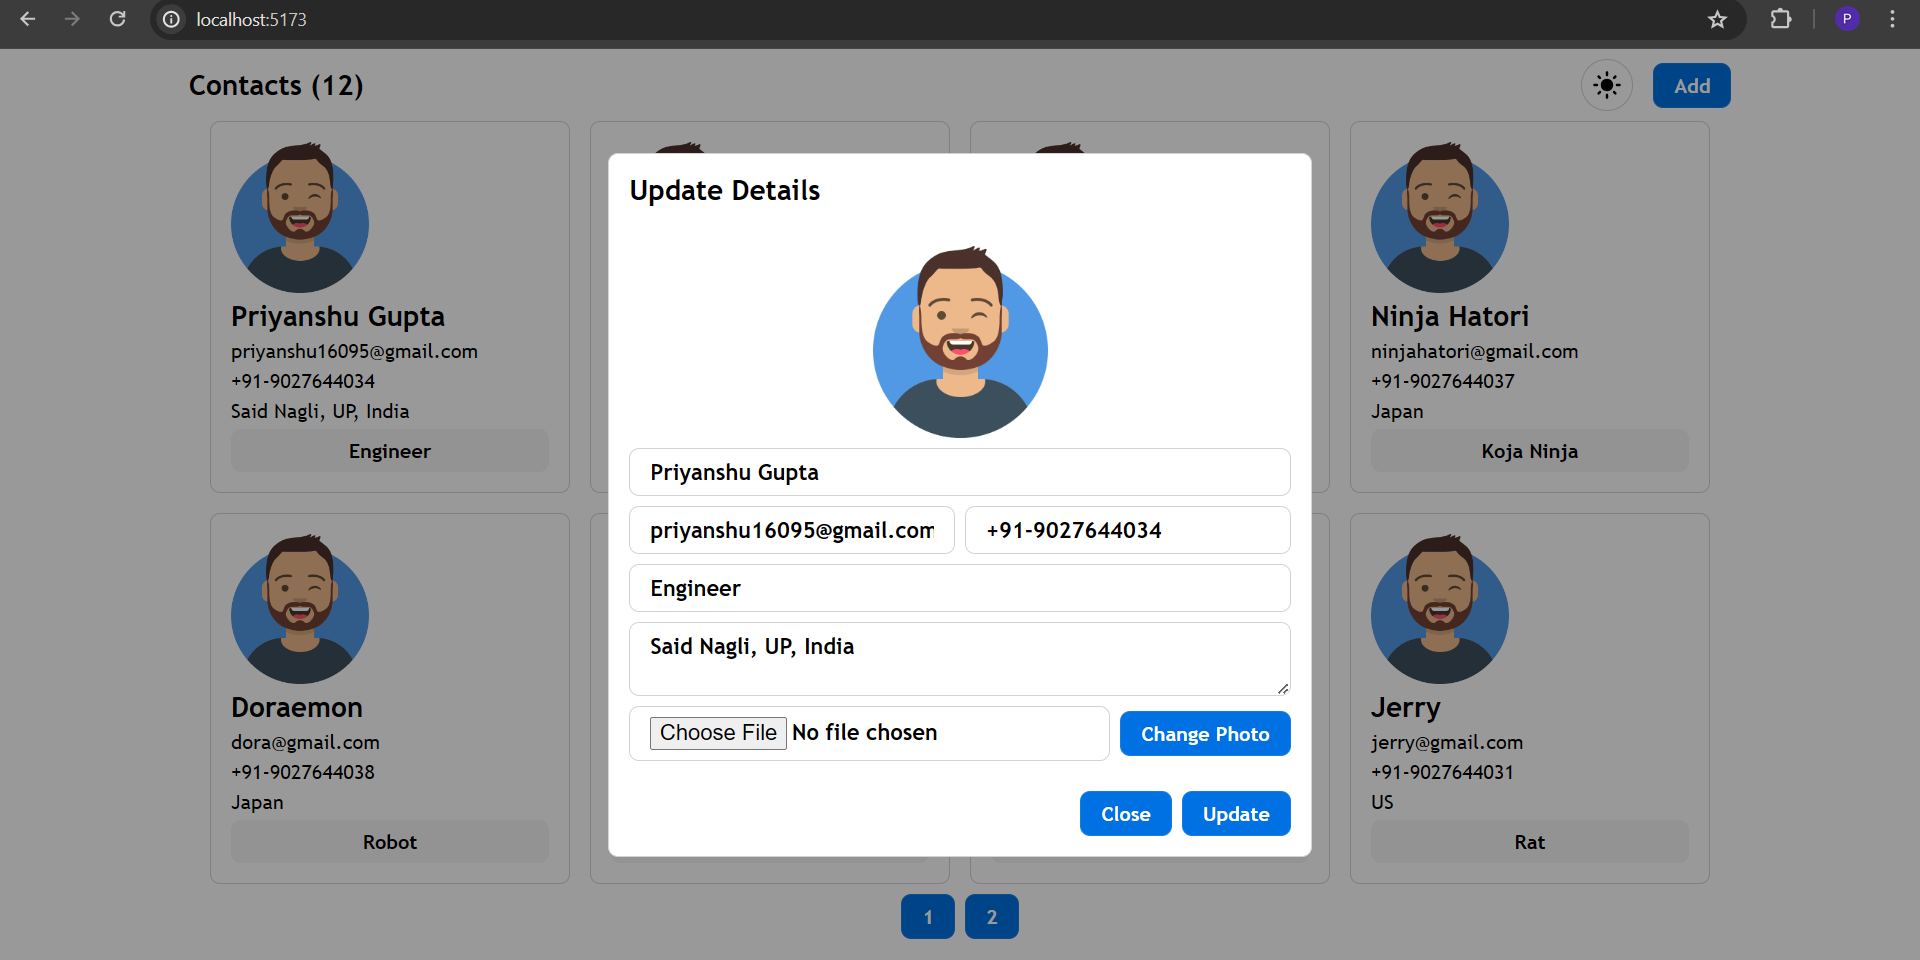 localhost:5173
P
Contacts (12)
Add
Priyanshu Gupta
priyanshu16095@gmail.com
+91-9027644034
Said Nagli, UP, India
Engineer
Ninja Hatori
ninjahatori@gmail.com
+91-9027644037
Japan
Koja Ninja
Doraemon
dora@gmail.com
+91-9027644038
Japan
Robot
Jerry
jerry@gmail.com
+91-9027644031
US
Rat
Update Details
Priyanshu Gupta
priyanshu16095@gmail.com +91-9027644034
Engineer
Said Nagli, UP, India
Choose File No file chosen Change Photo
Close Update
1 2